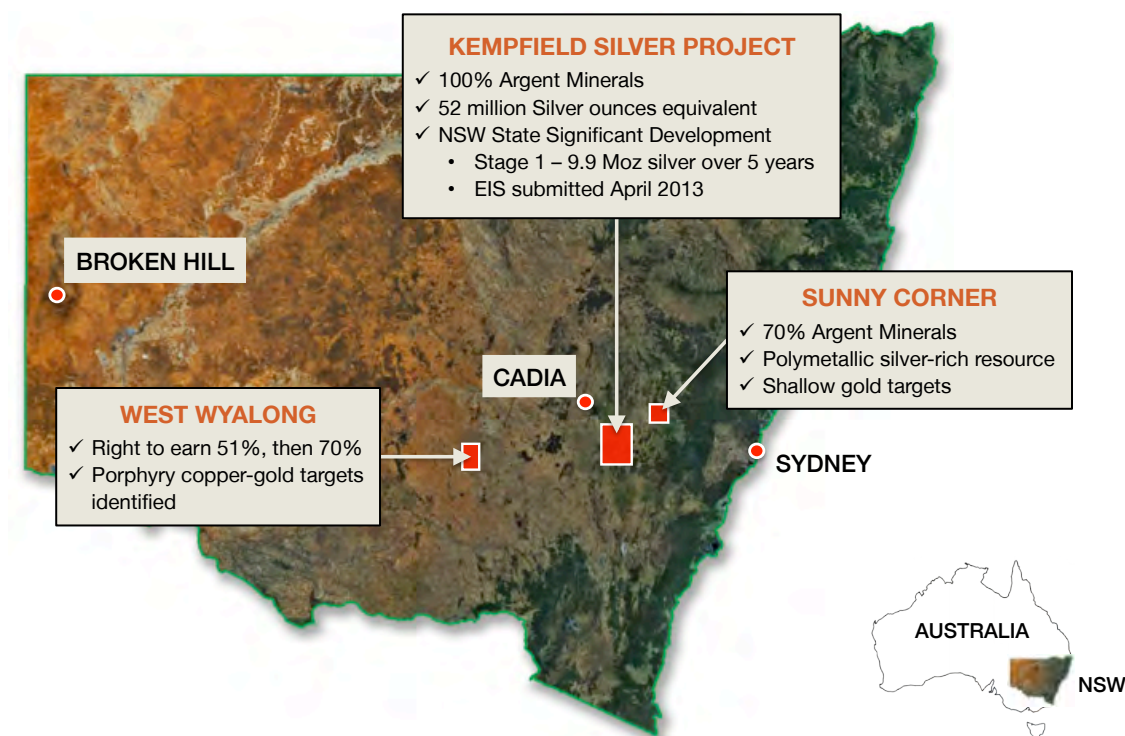 KEMPFIELD SILVER PROJECT
✓ 100% Argent Minerals
✓ 52 million Silver ounces equivalent
✓ NSW State Significant Development
• Stage 1 – 9.9 Moz silver over 5 years
• EIS submitted April 2013
BROKEN HILL
SUNNY CORNER
✓ 70% Argent Minerals
✓ Polymetallic silver-rich resource
✓ Shallow gold targets
CADIA
WEST WYALONG
✓ Right to earn 51%, then 70%
✓ Porphyry copper-gold targets
identified
SYDNEY
AUSTRALIA
NSW